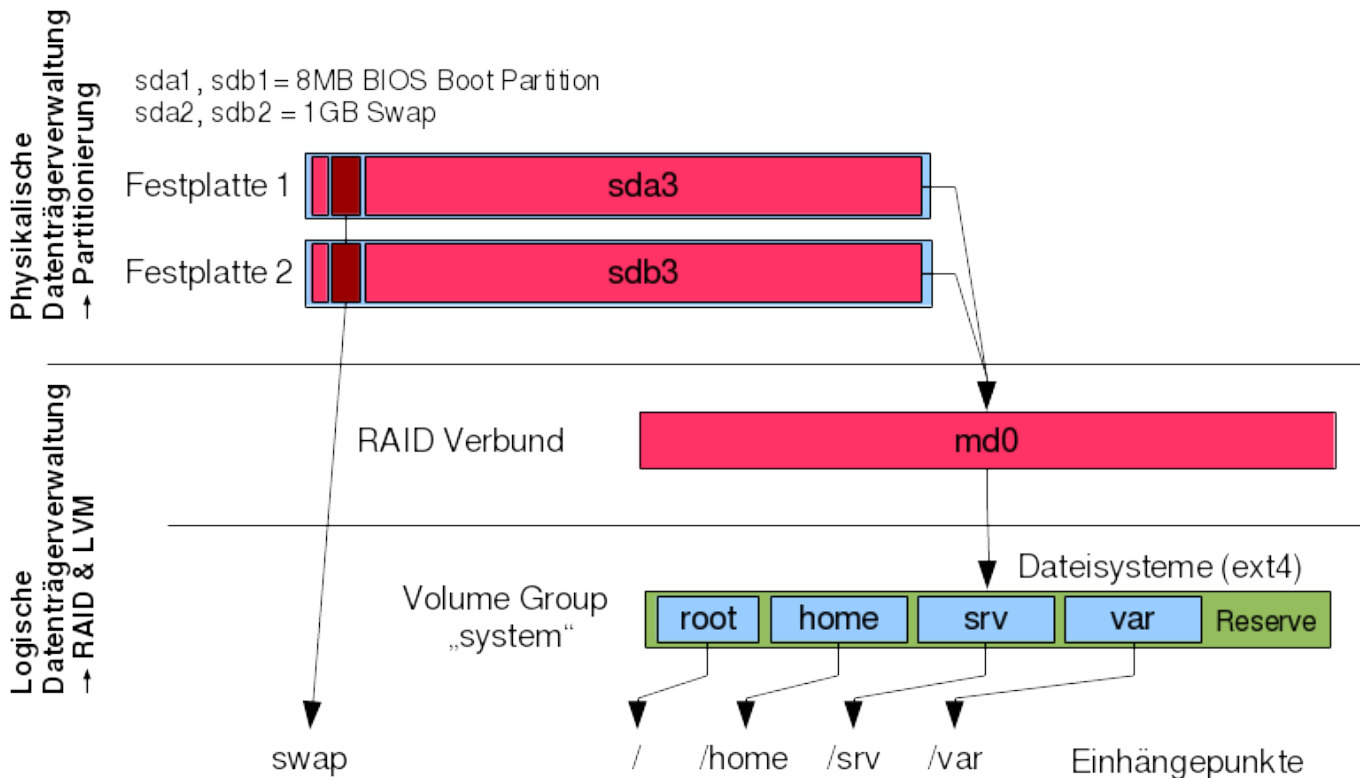 Physikalische
Datenträgerverwaltung
→ Partitionierung
sda1, sdb1= 8MB BIOS Boot Partition
sda2, sdb2 = 1GB Swap
Festplatte 1
sda3
Festplatte 2
sdb3
Logische
Datenträgerverwaltung
→ RAID & LVM
RAID Verbund
md0
Dateisysteme (ext4)
Volume Group
„system“
root
home
srv
var
Reserve
swap
/
/home
/srv
/var
Einhängepunkte